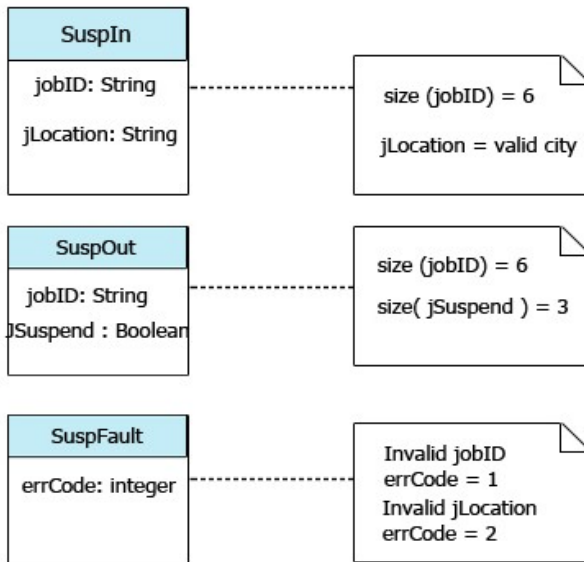 SuspIn
jobID: String
jLocation: String
size (jobID) = 6
jLocation = valid city
SuspOut
jobID: String
JSuspend : Boolean
size (jobID) = 6
size( jSuspend ) = 3
SuspFault
errCode: integer
Invalid jobID
errCode = 1
Invalid jLocation
errCode = 2